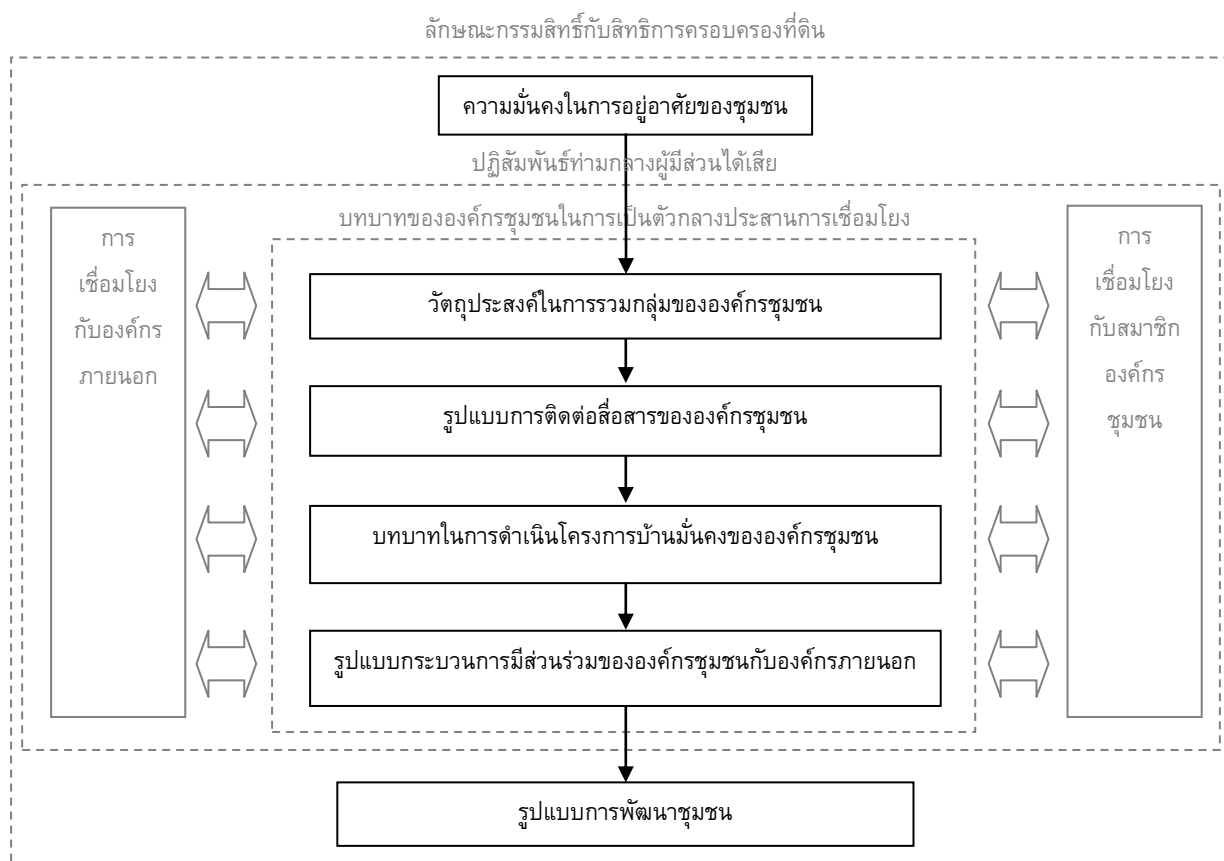 ลักษณะกรรมสิทธิ์กับสิทธิการครอบครองที่ดิน
ความมั่นคงในการอยู่อาศัยของชุมชน
ปฏิสัมพันธ์ท่ามกลางผู้มีส่วนได้เสีย
บทบาทขององค์กรชุมชนในการเป็นตัวกลางประสานการเชื่อมโยง
การ
เชื่อมโยง
กับองค์กร
ภายนอก
วัตถุประสงค์ในการรวมกลุ่มขององค์กรชุมชน
รูปแบบการติดต่อสื่อสารขององค์กรชุมชน
บทบาทในการดำเนินโครงการบ้านมั่นคงขององค์กรชุมชน
รูปแบบกระบวนการมีส่วนร่วมขององค์กรชุมชนกับองค์กรภายนอก
การ
เชื่อมโยง
กับสมาชิก
องค์กร
ชุมชน
รูปแบบการพัฒนาชุมชน